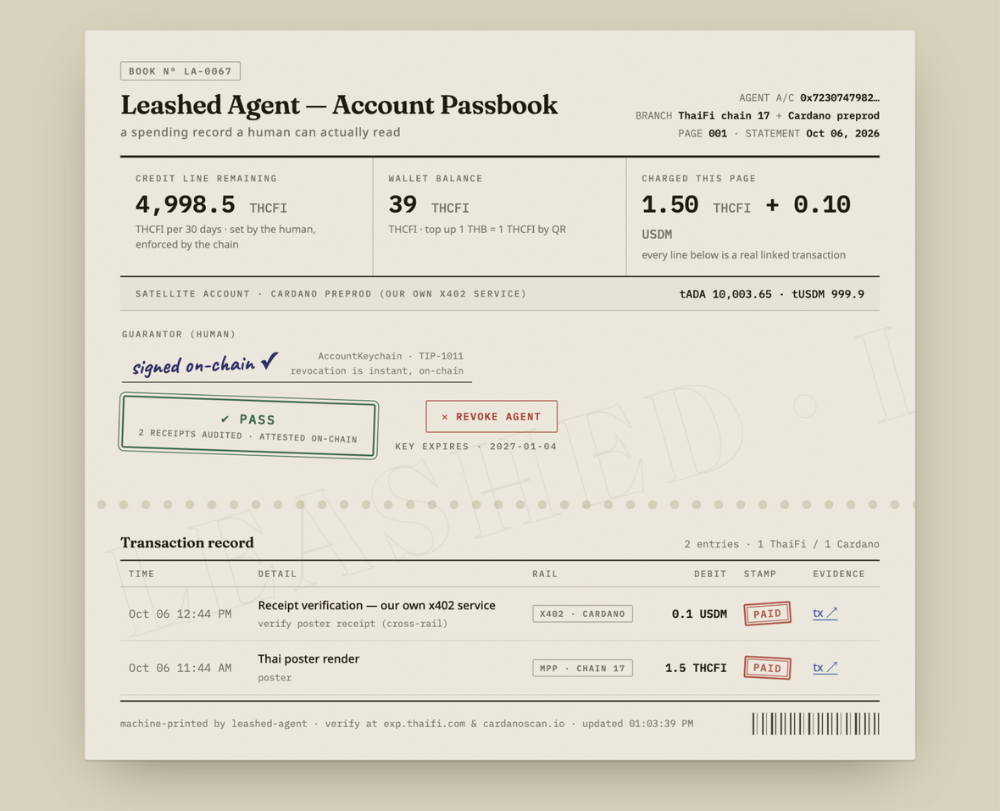 BOOK Nº LA-0067
Leashed Agent — Account Passbook
a spending record a human can actually read
AGENT A/C 0x7230747982…
BRANCH ThaiFi chain 17 + Cardano preprod
PAGE 001 · STATEMENT Oct 06, 2026
CREDIT LINE REMAINING
4,998.5 THCFI
THCFI per 30 days · set by the human,
enforced by the chain
WALLET BALANCE
39 THCFI
THCFI · top up 1 THB = 1 THCFI by QR
CHARGED THIS PAGE
1.50 THCFI + 0.10
USDM
every line below is a real linked transaction
SATELLITE ACCOUNT · CARDANO PREPROD (OUR OWN X402 SERVICE)
tADA 10,003.65 · tUSDM 999.9
GUARANTOR (HUMAN)
signed on-chain ✓
AccountKeychain · TIP-1011
revocation is instant, on-chain
✔ PASS
2 RECEIPTS AUDITED · ATTESTED ON-CHAIN
× REVOKE AGENT
KEY EXPIRES · 2027-01-04
LEASHED · L
Transaction record
2 entries · 1 ThaiFi / 1 Cardano
TIME DETAIL RAIL DEBIT STAMP EVIDENCE
Oct 06 12:44 PM Receipt verification — our own x402 service X402 · CARDANO 0.1 USDM PAID tx ↗
verify poster receipt (cross-rail)
Oct 06 11:44 AM Thai poster render MPP · CHAIN 17 1.5 THCFI PAID tx ↗
poster
machine-printed by leashed-agent · verify at exp.thaifi.com & cardanoscan.io · updated 01:03:39 PM